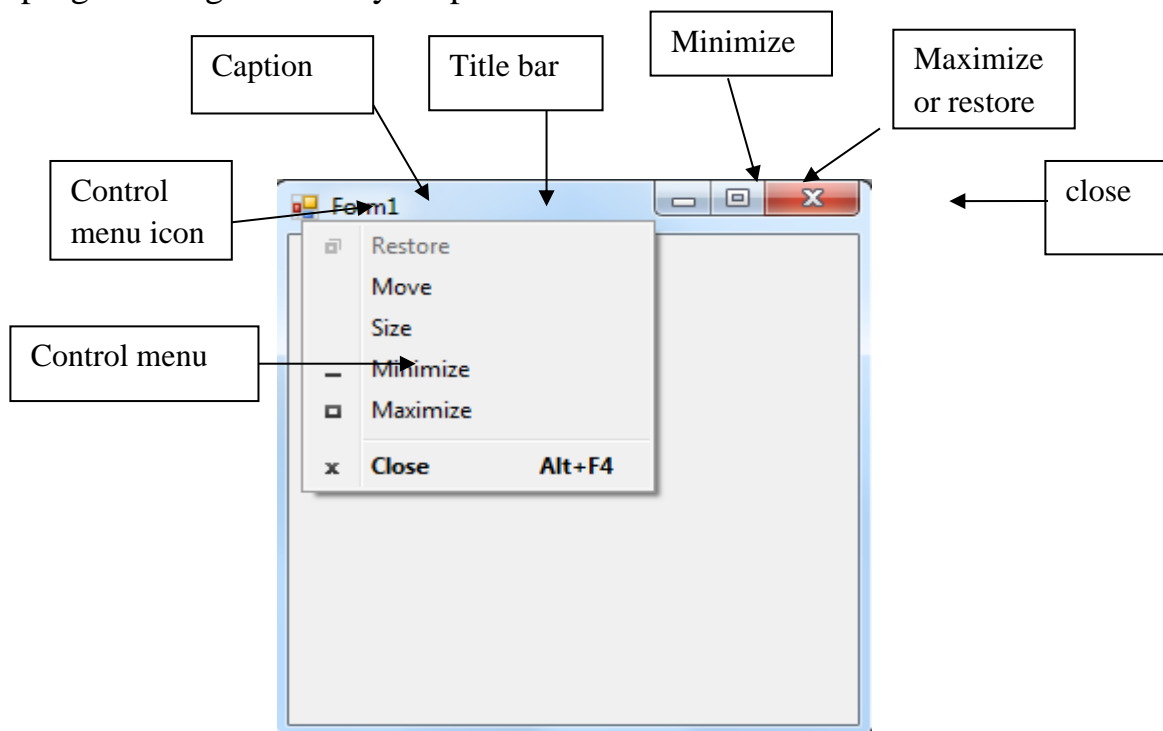 Caption
Title bar
Minimize
Maximize
or restore
Control
menu icon
close
Form1
Restore
Move
Size
Control menu
Minimize
Maximize
Close Alt+F4